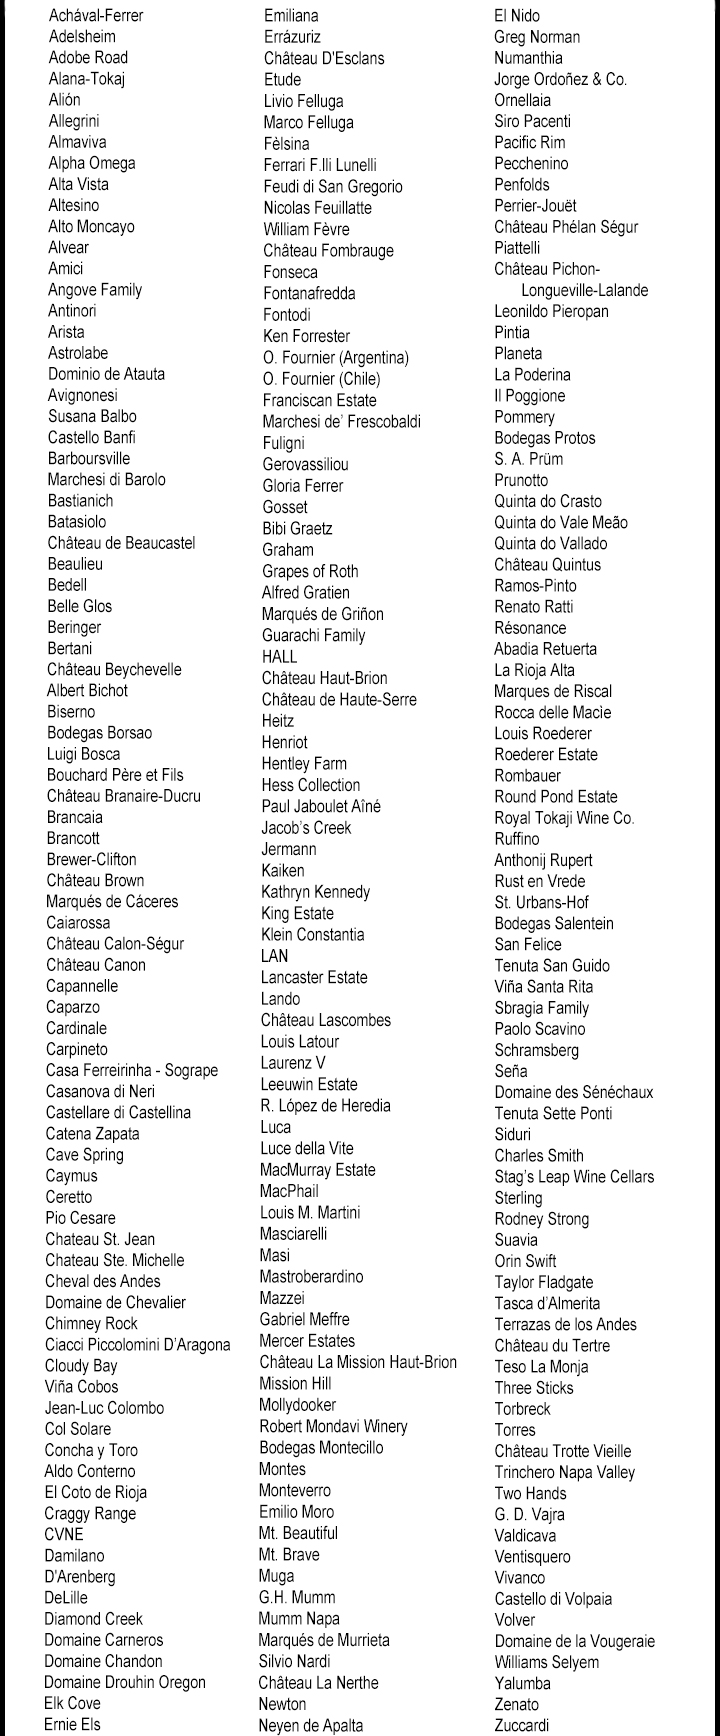 Achával-Ferrer
Adelsheim
Adobe Road
Alana-Tokaj
Alión
Allegrini
Almaviva
Alpha Omega
Alta Vista
Altesino
Alto Moncayo
Alvear
Amici
Angove Family
Antinori
Arista
Astrolabe
Dominio de Atauta
Avignonesi
Susana Balbo
Castello Banfi
Barboursville
Marchesi di Barolo
Bastianich
Batasiolo
Château de Beaucastel
Beaulieu
Bedell
Belle Glos
Beringer
Bertani
Château Beychevelle
Albert Bichot
Biserno
Bodegas Borsao
Luigi Bosca
Bouchard Père et Fils
Château Branaire-Ducru
Brancaia
Brancott
Brewer-Clifton
Château Brown
Marqués de Cáceres
Caiarossa
Château Calon-Ségur
Château Canon
Capannelle
Caparzo
Cardinale
Carpineto
Casa Ferreirinha - Sogrape
Casanova di Neri
Castellare di Castellina
Catena Zapata
Cave Spring
Caymus
Ceretto
Pio Cesare
Chateau St. Jean
Chateau Ste. Michelle
Cheval des Andes
Domaine de Chevalier
Chimney Rock
Ciacci Piccolomini D'Aragona
Cloudy Bay
Viña Cobos
Jean-Luc Colombo
Col Solare
Concha y Toro
Aldo Conterno
El Coto de Rioja
Craggy Range
CVNE
Damilano
D'Arenberg
DeLille
Diamond Creek
Domaine Carneros
Domaine Chandon
Domaine Drouhin Oregon
Elk Cove
Ernie Els
Emiliana
Errázuriz
Château D'Esclans
Etude
Livio Felluga
Marco Felluga
Fèlsina
Ferrari F.lli Lunelli
Feudi di San Gregorio
Nicolas Feuillatte
William Fèvre
Château Fombrauge
Fonseca
Fontanafredda
Fontodi
Ken Forrester
O. Fournier (Argentina)
O. Fournier (Chile)
Franciscan Estate
Marchesi de' Frescobaldi
Fuligni
Gerovassiliou
Gloria Ferrer
Gosset
Bibi Graetz
Graham
Grapes of Roth
Alfred Gratien
Marqués de Griñon
Guarachi Family
HALL
Château Haut-Brion
Château de Haute-Serre
Heitz
Henriot
Hentley Farm
Hess Collection
Paul Jaboulet Aîné
Jacob's Creek
Jermann
Kaiken
Kathryn Kennedy
King Estate
Klein Constantia
LAN
Lancaster Estate
Lando
Château Lascombes
Louis Latour
Laurenz V
Leeuwin Estate
R. López de Heredia
Luca
Luce della Vite
MacMurray Estate
MacPhail
Louis M. Martini
Masciarelli
Masi
Mastroberardino
Mazzei
Gabriel Meffre
Mercer Estates
Château La Mission Haut-Brion
Mission Hill
Mollydooker
Robert Mondavi Winery
Bodegas Montecillo
Montes
Monteverro
Emilio Moro
Mt. Beautiful
Mt. Brave
Muga
G.H. Mumm
Mumm Napa
Marqués de Murrieta
Silvio Nardi
Château La Nerthe
Newton
Neyen de Apalta
El Nido
Greg Norman
Numanthia
Jorge Ordoñez & Co.
Ornellaia
Siro Pacenti
Pacific Rim
Pecchenino
Penfolds
Perrier-Jouët
Château Phélan Ségur
Piattelli
Château Pichon-
Longueville-Lalande
Leonildo Pieropan
Pintia
Planeta
La Poderina
Il Poggione
Pommery
Bodegas Protos
S. A. Prüm
Prunotto
Quinta do Crasto
Quinta do Vale Meão
Quinta do Vallado
Château Quintus
Ramos-Pinto
Renato Ratti
Résonance
Abadia Retuerta
La Rioja Alta
Marques de Riscal
Rocca delle Macìe
Louis Roederer
Roederer Estate
Rombauer
Round Pond Estate
Royal Tokaji Wine Co.
Ruffino
Anthonij Rupert
Rust en Vrede
St. Urbans-Hof
Bodegas Salentein
San Felice
Tenuta San Guido
Viña Santa Rita
Sbragia Family
Paolo Scavino
Schramsberg
Seña
Domaine des Sénéchaux
Tenuta Sette Ponti
Siduri
Charles Smith
Stag's Leap Wine Cellars
Sterling
Rodney Strong
Suavia
Orin Swift
Taylor Fladgate
Tasca d'Almerita
Terrazas de los Andes
Château du Tertre
Teso La Monja
Three Sticks
Torbreck
Torres
Château Trotte Vieille
Trinchero Napa Valley
Two Hands
G. D. Vajra
Valdicava
Ventisquero
Vivanco
Castello di Volpaia
Volver
Domaine de la Vougeraie
Williams Selyem
Yalumba
Zenato
Zuccardi